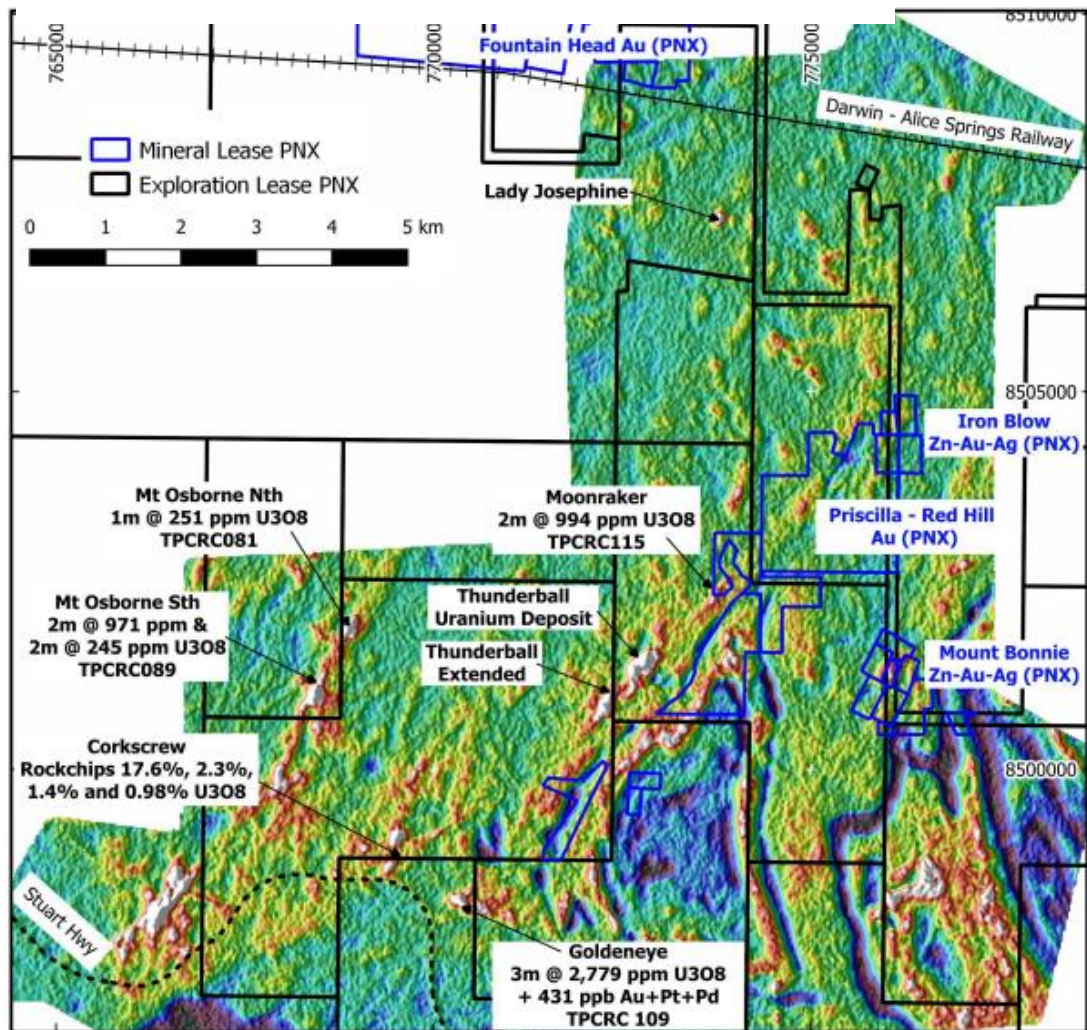 8510000
765000
770000
775000
Fountain Head Au (PNX)
Darwin - Alice Springs Railway
Mineral Lease PNX
Exploration Lease PNX
Lady Josephine
0 1 2 3 4 5 km
8505000
Iron Blow
Zn-Au-Ag (PNX)
Mt Osborne Nth
1m @ 251 ppm U3O8
TPCRC081
Moonraker
2m @ 994 ppm U3O8
TPCRC115
Priscilla - Red Hill
Au (PNX)
Mt Osborne Sth
2m @ 971 ppm &
2m @ 245 ppm U3O8
TPCRC089
Thunderball
Uranium Deposit
Thunderball
Extended
Mount Bonnie
Zn-Au-Ag (PNX)
Corkscrew
Rockchips 17.6%, 2.3%,
1.4% and 0.98% U3O8
8500000
Stuart Hwy
Goldeneye
3m @ 2,779 ppm U3O8
+ 431 ppb Au+Pt+Pd
TPCRC 109